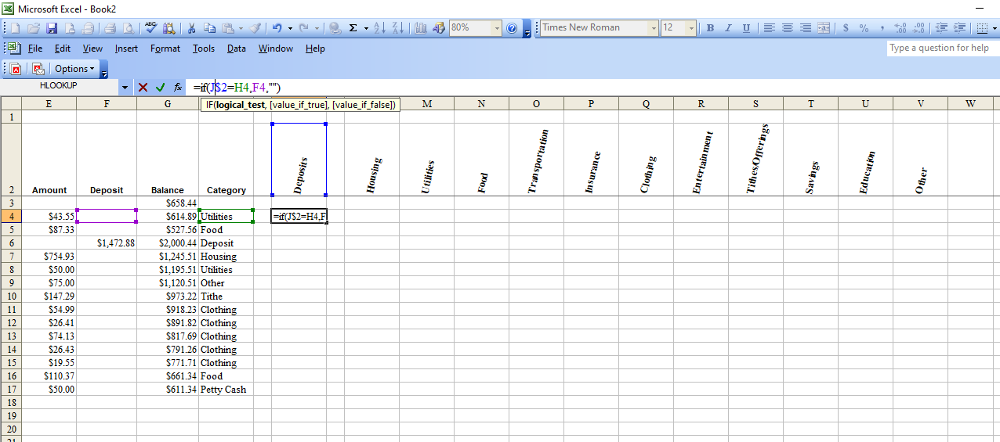 Microsoft Excel - Book2
ABC Σ A Z Z A 80% Times New Roman 12 B I U $ % , .00
File Edit View Insert Format Tools Data Window Help Type a question for help
Options
HLOOKUP fx =if(J$2=H4,F4,"")
IF(logical_test, [value_if_true], [value_if_false])
E F G M N O P Q R S T U V W
1
2 Amount Deposit Balance Category Deposits Housing Utilities Food Transportation Insurance Clothing Entertainment Tithes/Offerings Savings Education Other
3 $658.44
4 $43.55 $614.89 Utilities =if(J$2=H4,F
5 $87.33 $527.56 Food
6 $1,472.88 $2,000.44 Deposit
7 $754.93 $1,245.51 Housing
8 $50.00 $1,195.51 Utilities
9 $75.00 $1,120.51 Other
10 $147.29 $973.22 Tithe
11 $54.99 $918.23 Clothing
12 $26.41 $891.82 Clothing
13 $74.13 $817.69 Clothing
14 $26.43 $791.26 Clothing
15 $19.55 $771.71 Clothing
16 $110.37 $661.34 Food
17 $50.00 $611.34 Petty Cash
18
19
20
21